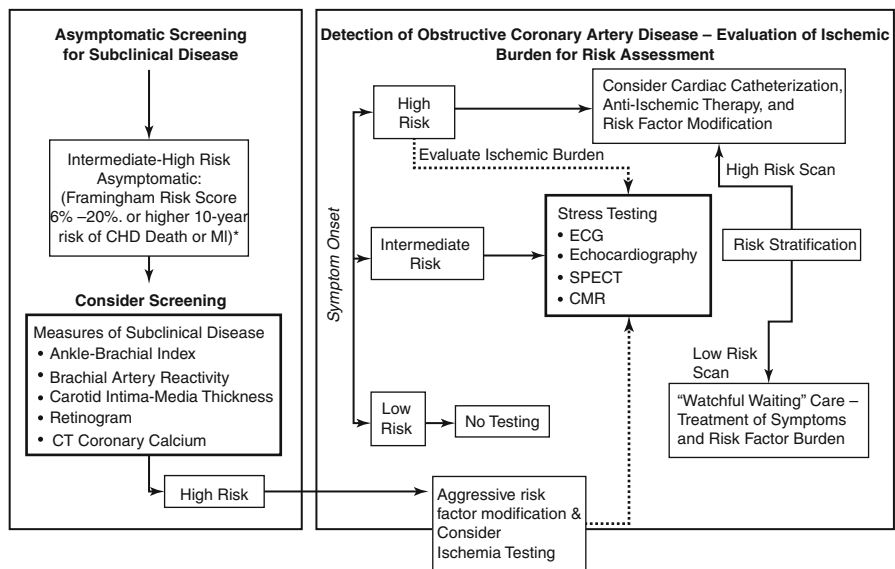 Asymptomatic Screening
for Subclinical Disease
Intermediate-High Risk
Asymptomatic:
(Framingham Risk Score
6% –20%. or higher 10-year
risk of CHD Death or MI)*
Consider Screening
Measures of Subclinical Disease
• Ankle-Brachial Index
• Brachial Artery Reactivity
• Carotid Intima-Media Thickness
• Retinogram
• CT Coronary Calcium
High Risk
Detection of Obstructive Coronary Artery Disease – Evaluation of Ischemic
Burden for Risk Assessment
Symptom Onset
High
Risk
Consider Cardiac Catheterization,
Anti-Ischemic Therapy, and
Risk Factor Modification
Evaluate Ischemic Burden
High Risk Scan
Intermediate
Risk
Stress Testing
• ECG
• Echocardiography
• SPECT
• CMR
Risk Stratification
Low Risk
Scan
Low
Risk
No Testing
“Watchful Waiting” Care –
Treatment of Symptoms
and Risk Factor Burden
Aggressive risk
factor modification &
Consider
Ischemia Testing